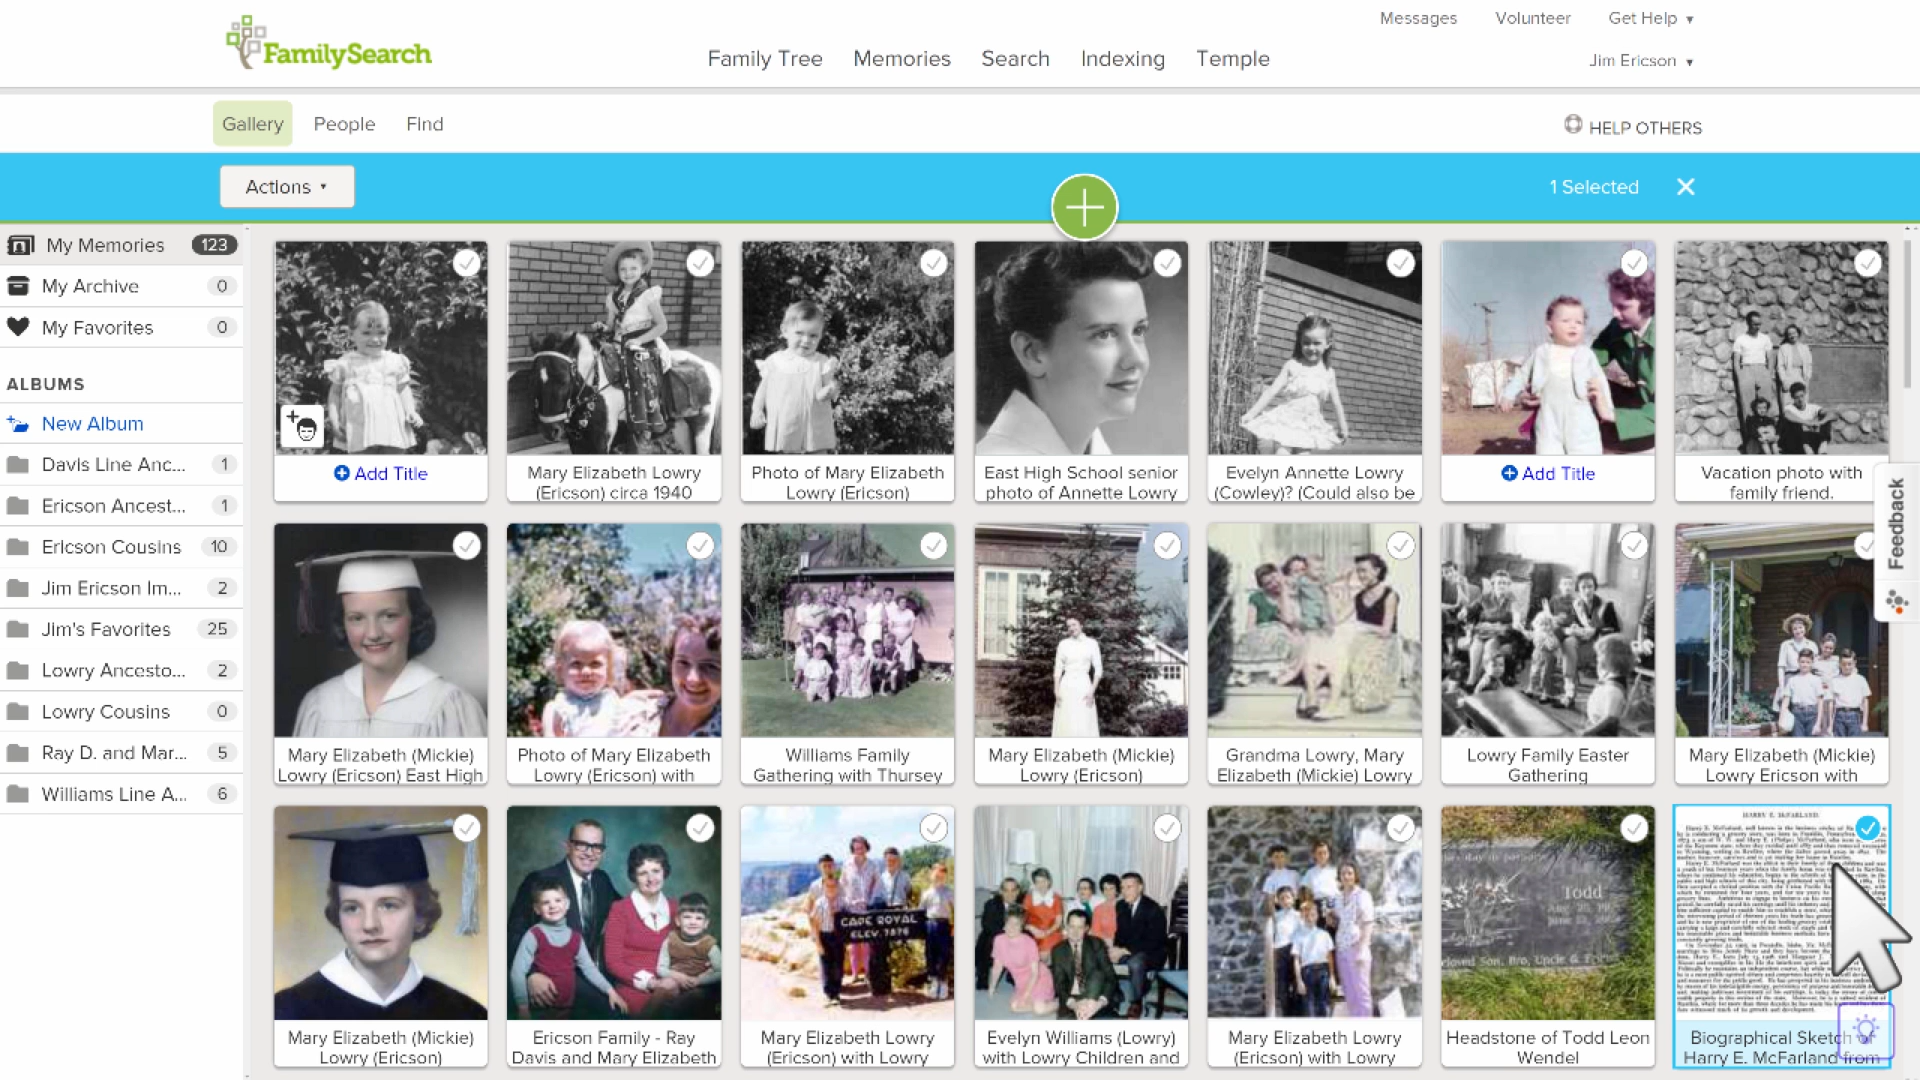 Messages
Volunteer
Get Help
FamilySearch
Family Tree
Memories
Search
Indexing
Temple
Jim Ericson
Gallery
People
Find
HELP OTHERS
Actions
1 Selected
My Memories 123
My Archive 0
My Favorites 0
ALBUMS
New Album
Davis Line Anc... 1
Ericson Ancest... 1
Ericson Cousins 10
Jim Ericson Im... 2
Jim's Favorites 25
Lowry Ancesto... 2
Lowry Cousins 0
Ray D. and Mar... 5
Williams Line A... 6
Add Title
Mary Elizabeth Lowry
(Ericson) circa 1940
Photo of Mary Elizabeth
Lowry (Ericson)
East High School senior
photo of Annette Lowry
Evelyn Annette Lowry
(Cowley)? (Could also be
Add Title
Vacation photo with
family friend.
Feedback
Mary Elizabeth (Mickie)
Lowry (Ericson) East High
Photo of Mary Elizabeth
Lowry (Ericson) with
Williams Family
Gathering with Thursey
Mary Elizabeth (Mickie)
Lowry (Ericson)
Grandma Lowry, Mary
Elizabeth (Mickie) Lowry
Lowry Family Easter
Gathering
Mary Elizabeth (Mickie)
Lowry Ericson with
CAPE ROYAL
ELEV. 7876
Todd
HARRY E. McFARLAND
Mary Elizabeth (Mickie)
Lowry (Ericson)
Ericson Family - Ray
Davis and Mary Elizabeth
Mary Elizabeth Lowry
(Ericson) with Lowry
Evelyn Williams (Lowry)
with Lowry Children and
Mary Elizabeth Lowry
(Ericson) with Lowry
Headstone of Todd Leon
Wendel
Biographical Sketch of
Harry E. McFarland from